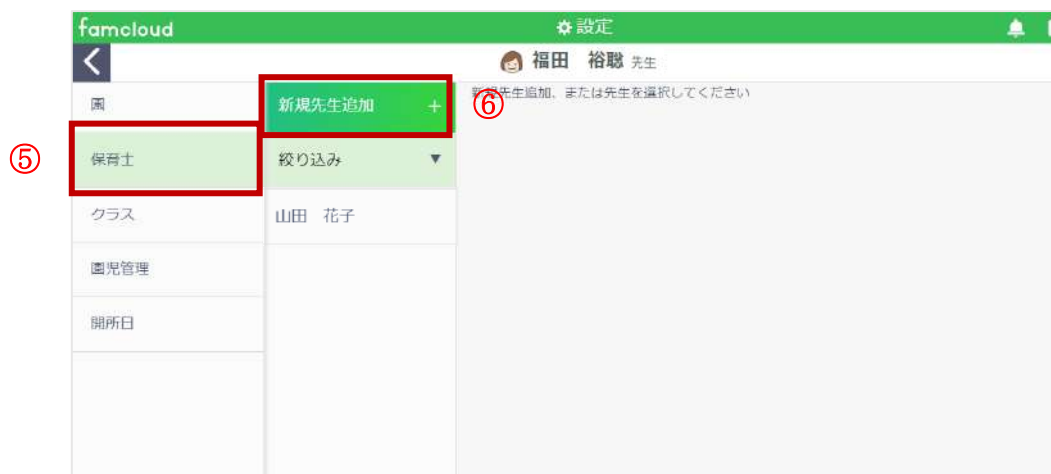 famcloud
設定
福田 裕聡 先生
園
新規先生追加 +
⑥
新規先生追加、または先生を選択してください
⑤
保育士
絞り込み ▼
クラス
山田 花子
園児管理
開所日